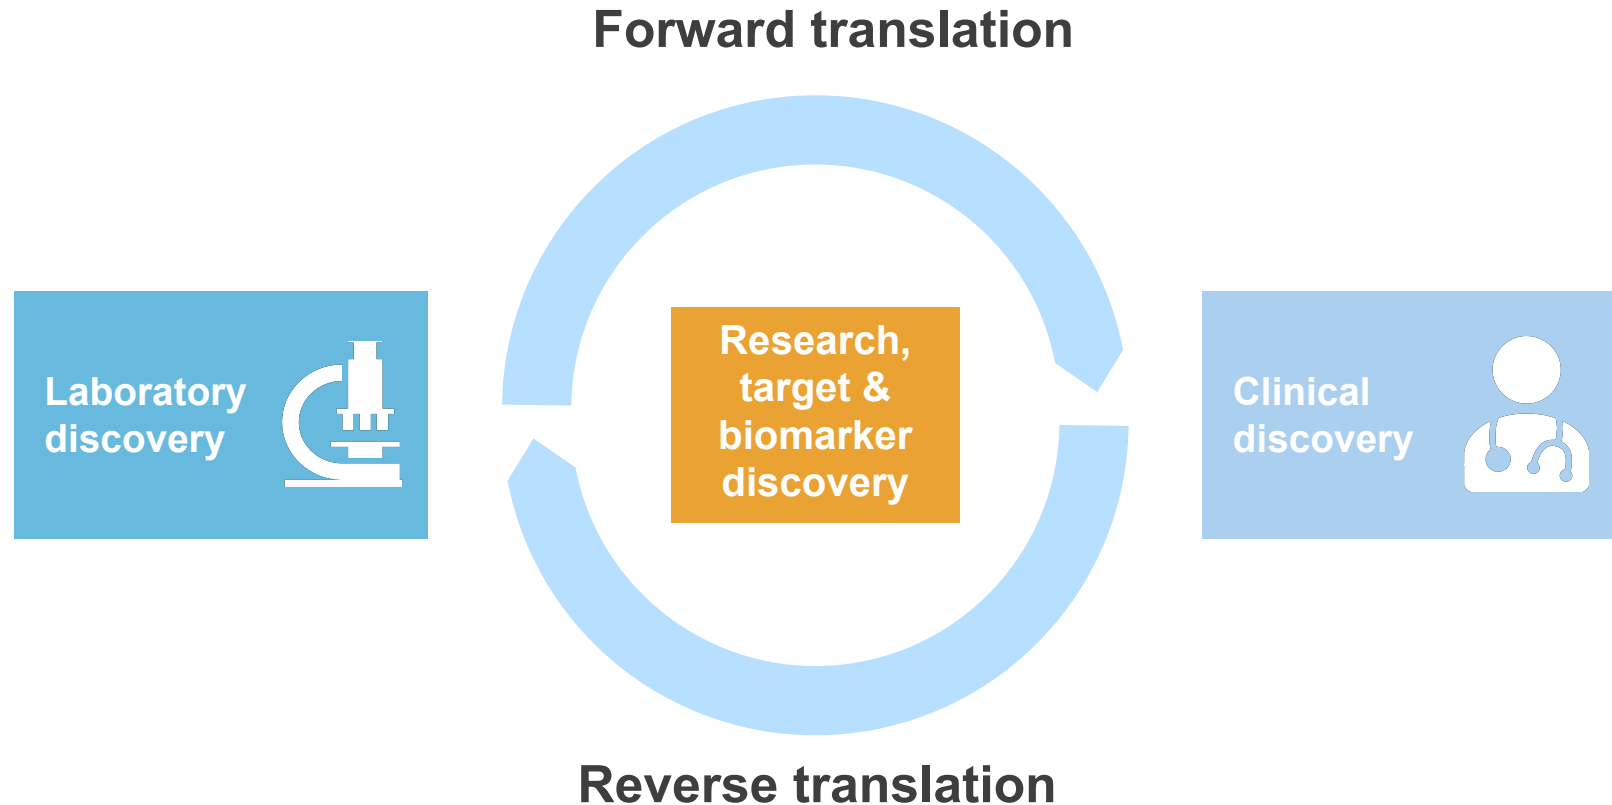 Forward translation
Laboratory
discovery
Research,
target &
biomarker
discovery
Clinical
discovery
Reverse translation